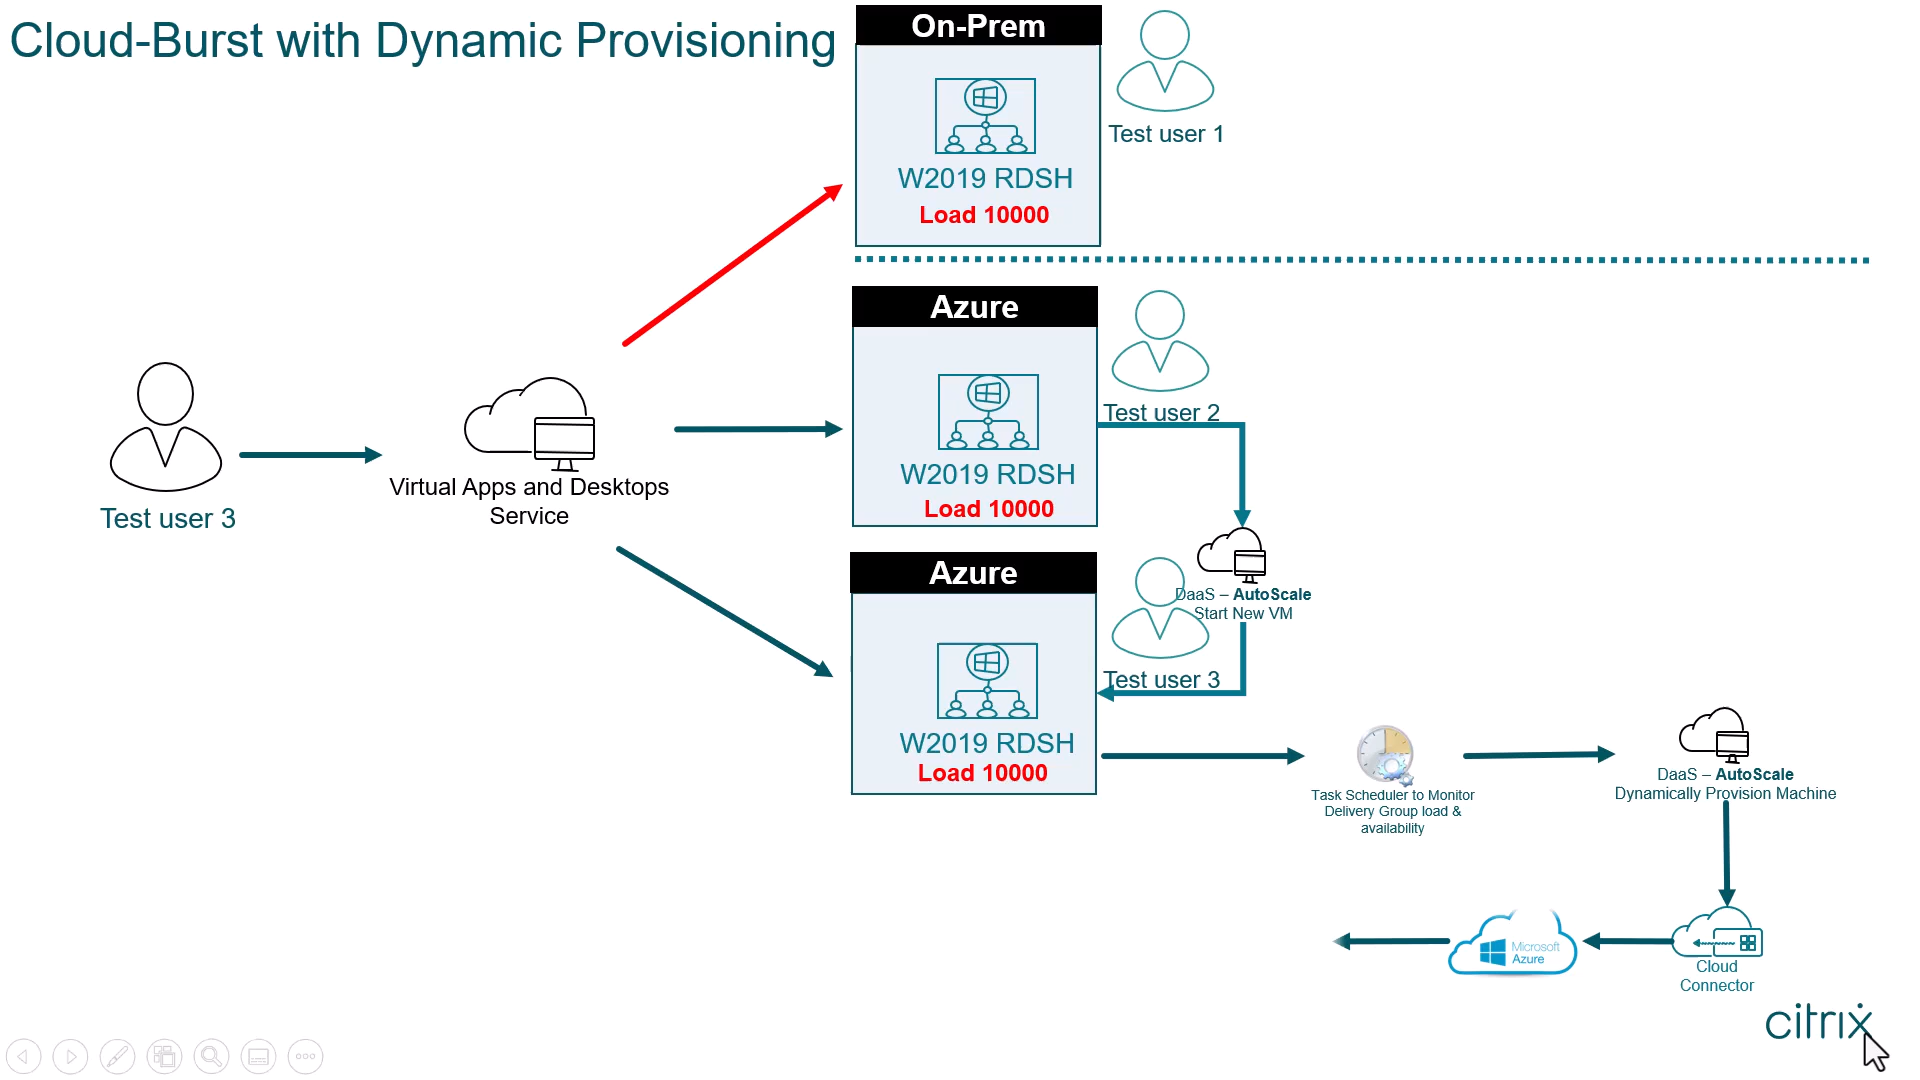 Cloud-Burst with Dynamic Provisioning
On-Prem
W2019 RDSH
Load 10000
Test user 1
Azure
W2019 RDSH
Load 10000
Test user 2
Test user 3
Virtual Apps and Desktops
Service
DaaS – AutoScale
Start New VM
Azure
W2019 RDSH
Load 10000
Test user 3
Task Scheduler to Monitor
Delivery Group load &
availability
DaaS – AutoScale
Dynamically Provision Machine
Cloud
Connector
Microsoft
Azure
citrix